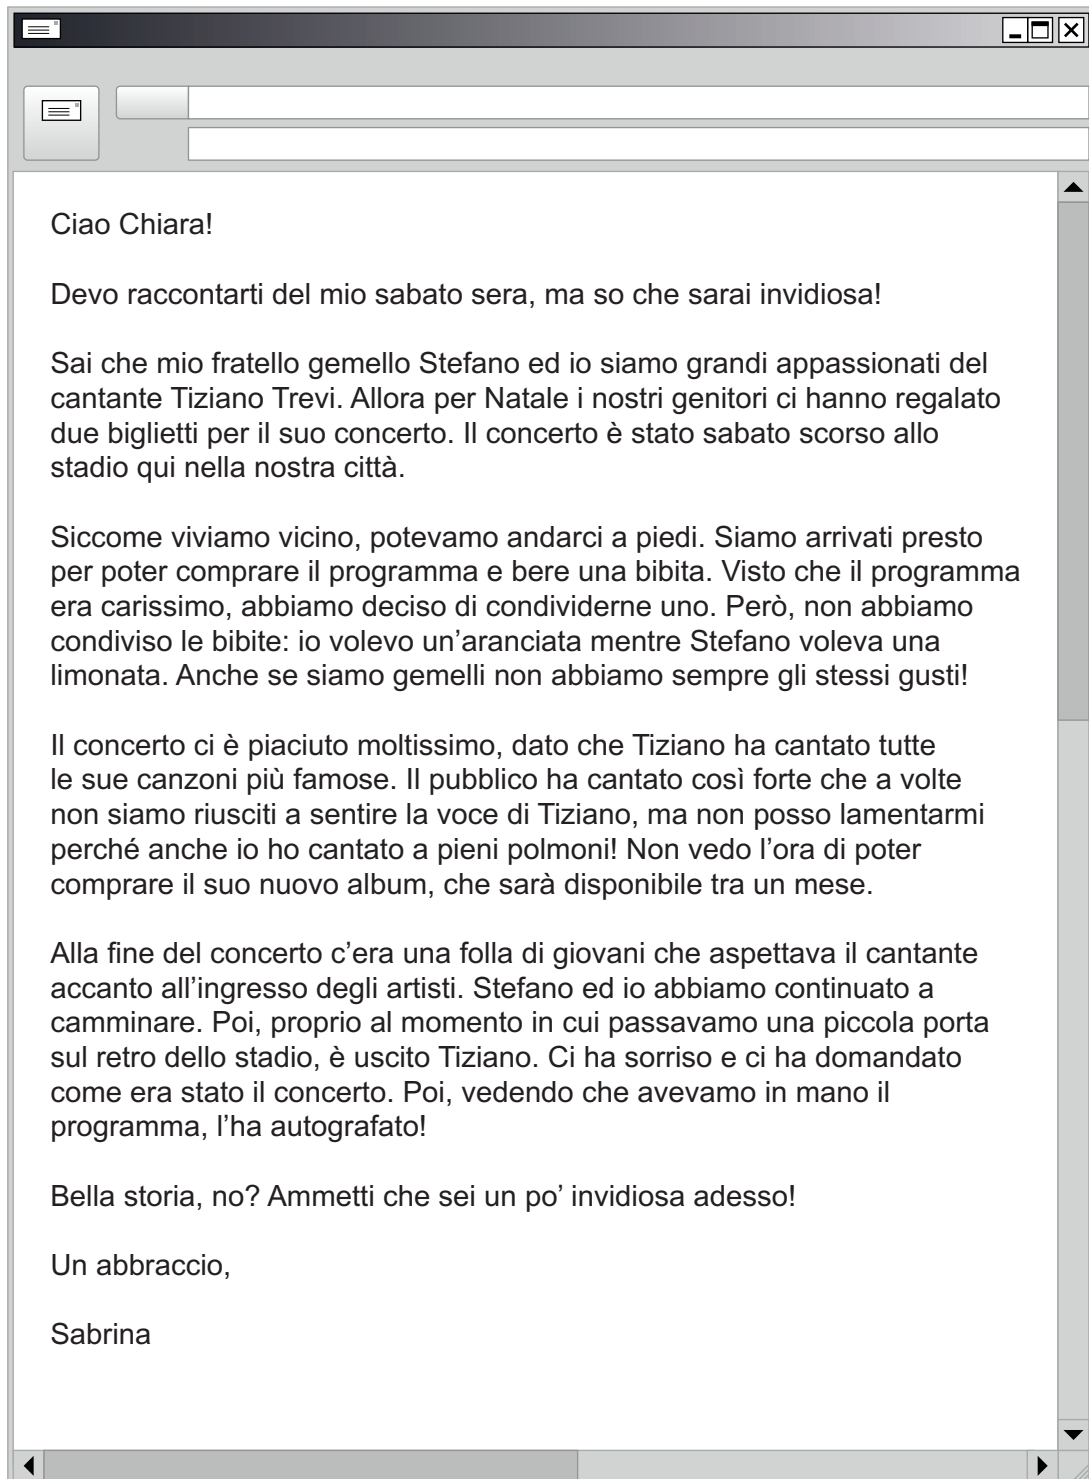 Ciao Chiara!
Devo raccontarti del mio sabato sera, ma so che sarai invidiosa!
Sai che mio fratello gemello Stefano ed io siamo grandi appassionati del
cantante Tiziano Trevi. Allora per Natale i nostri genitori ci hanno regalato
due biglietti per il suo concerto. Il concerto è stato sabato scorso allo
stadio qui nella nostra città.
Siccome viviamo vicino, potevamo andarci a piedi. Siamo arrivati presto
per poter comprare il programma e bere una bibita. Visto che il programma
era carissimo, abbiamo deciso di condividerne uno. Però, non abbiamo
condiviso le bibite: io volevo un’aranciata mentre Stefano voleva una
limonata. Anche se siamo gemelli non abbiamo sempre gli stessi gusti!
Il concerto ci è piaciuto moltissimo, dato che Tiziano ha cantato tutte
le sue canzoni più famose. Il pubblico ha cantato così forte che a volte
non siamo riusciti a sentire la voce di Tiziano, ma non posso lamentarmi
perché anche io ho cantato a pieni polmoni! Non vedo l’ora di poter
comprare il suo nuovo album, che sarà disponibile tra un mese.
Alla fine del concerto c’era una folla di giovani che aspettava il cantante
accanto all’ingresso degli artisti. Stefano ed io abbiamo continuato a
camminare. Poi, proprio al momento in cui passavamo una piccola porta
sul retro dello stadio, è uscito Tiziano. Ci ha sorriso e ci ha domandato
come era stato il concerto. Poi, vedendo che avevamo in mano il
programma, l’ha autografato!
Bella storia, no? Ammetti che sei un po’ invidiosa adesso!
Un abbraccio,
Sabrina